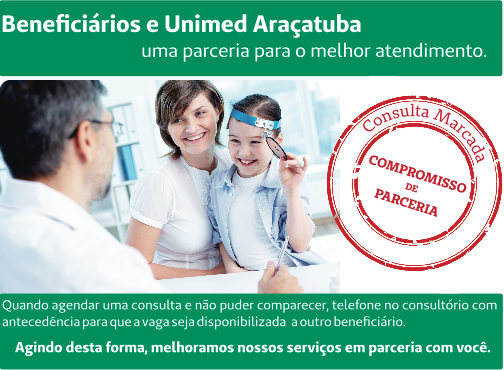 Beneficiários e Unimed Araçatuba
uma parceria para o melhor atendimento.
Consulta Marcada
COMPROMISSO
DE
PARCERIA
Quando agendar uma consulta e não puder comparecer, telefone no consultório com
antecedência para que a vaga seja disponibilizada a outro beneficiário.
Agindo desta forma, melhoramos nossos serviços em parceria com você.